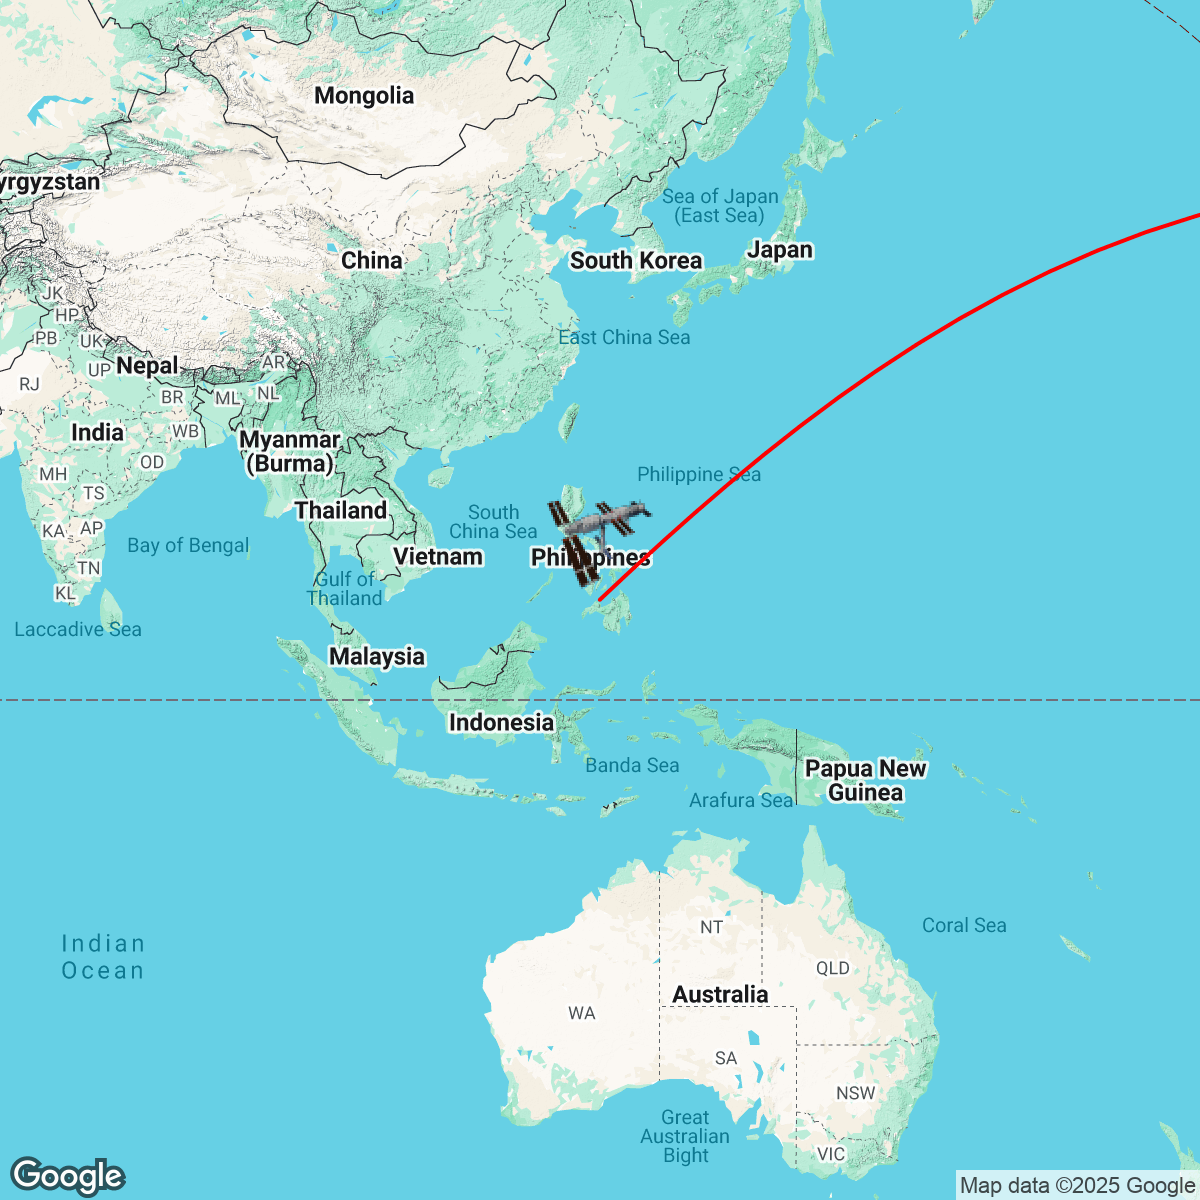 Mongolia
yrgyzstan
Sea of Japan
(East Sea)
Japan
China
South Korea
JK
HP
PB
UK
East China Sea
Nepal
AR
UP
RJ
NL
BR
ML
India
WB
Myanmar
(Burma)
OD
MH
Philippine Sea
TS
Thailand
South
China Sea
KA
AP
Bay of Bengal
Vietnam
Philippines
TN
Gulf of
Thailand
KL
Laccadive Sea
Malaysia
Indonesia
Banda Sea
Papua New
Guinea
Arafura Sea
Coral Sea
NT
Indian
Ocean
QLD
Australia
WA
SA
NSW
Great
Australian
Bight
VIC
Google
Map data ©2025 Google